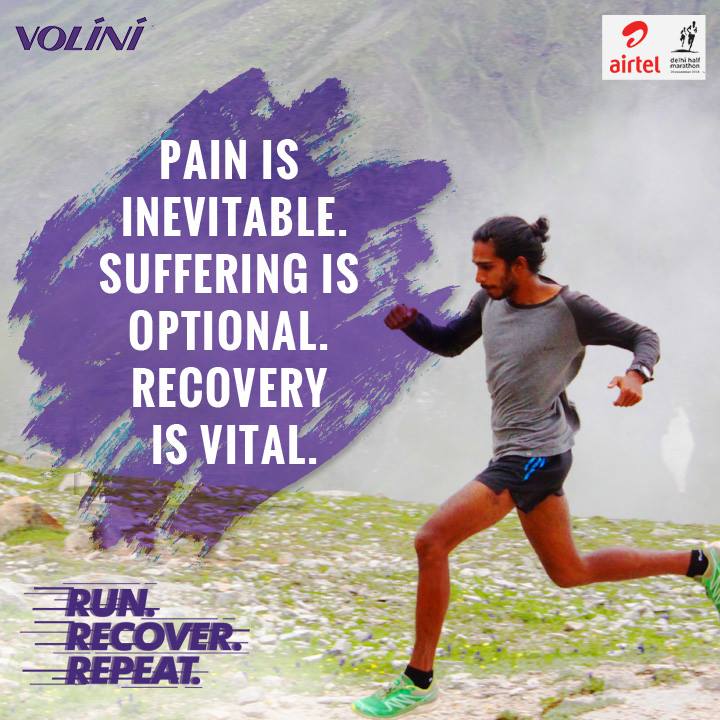 VOLINI
airtel
delhi half
marathon
PAIN IS
INEVITABLE.
SUFFERING IS
OPTIONAL.
RECOVERY
IS VITAL.
RUN.
RECOVER.
REPEAT.